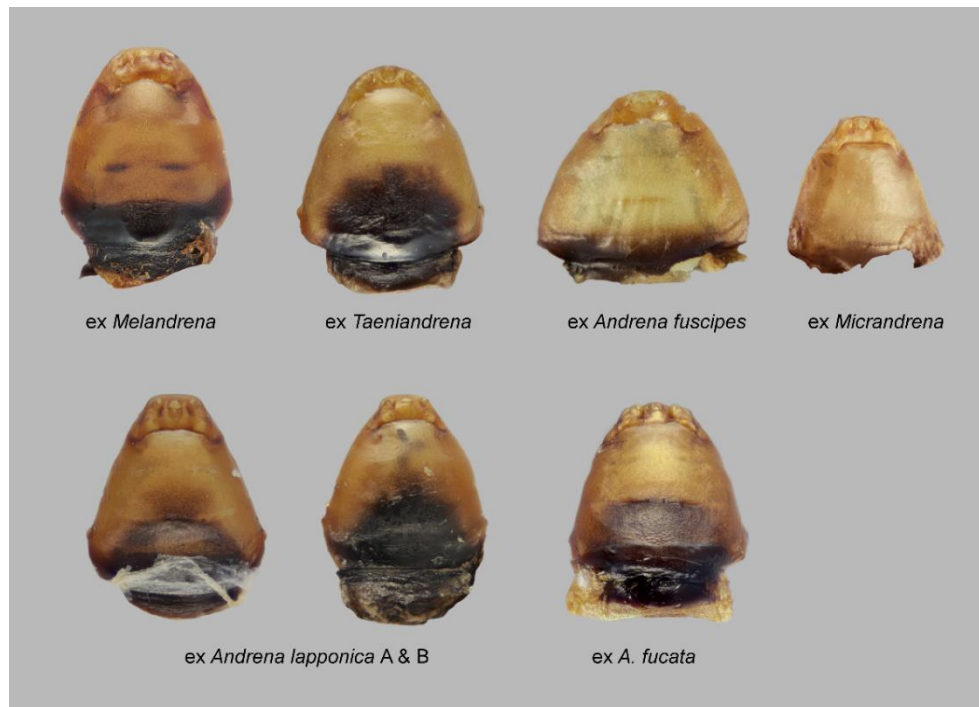 ex Melandrena
ex Taeniandrena
ex Andrena fuscipes
ex Micrandrena
ex Andrena lapponica A & B
ex A. fucata